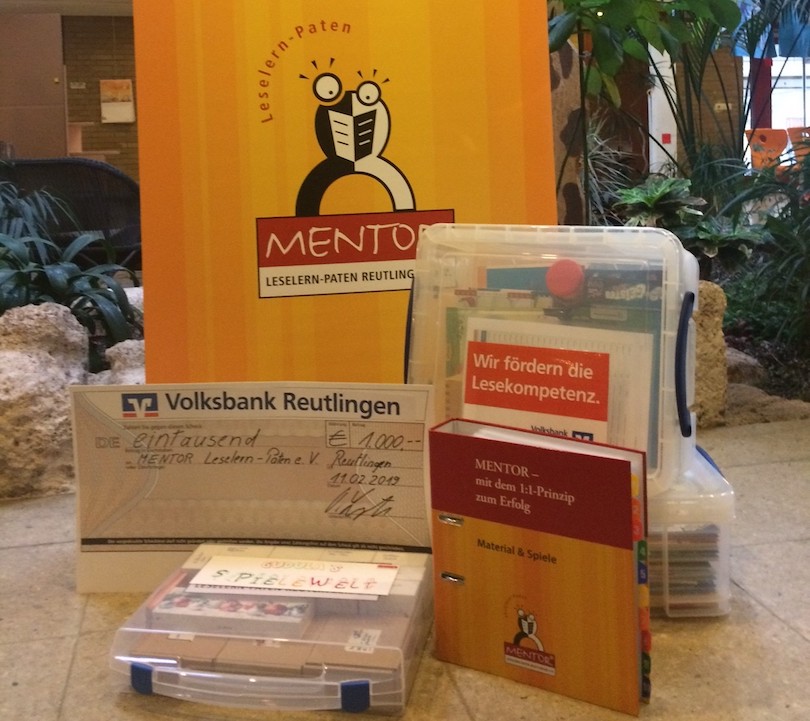 Leselern-Paten
MENTOR
LESELERN-PATEN REUTLING
Wir fördern die
Lesekompetenz.
Volksbank
Volksbank Reutlingen
DE eintausend € 1.000,--
MENTOR Leselern-Paten e.V. Reutlingen
11.02.2019
MENTOR –
mit dem 1:1-Prinzip
zum Erfolg
Material & Spiele
MENTOR
SPIELEWELT